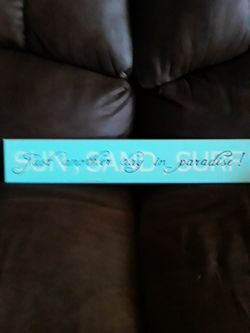 Just another day in paradise!
SUN, SAND, SURF